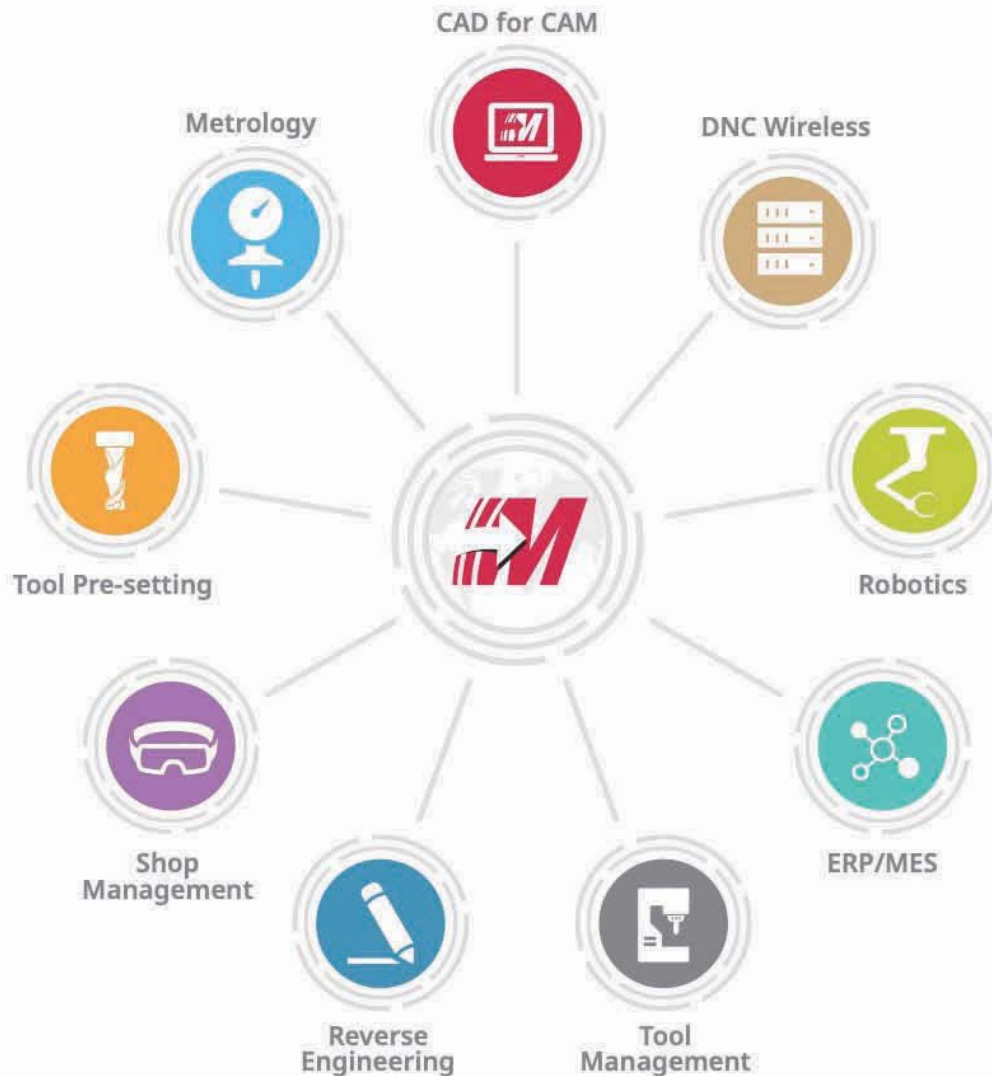 CAD for CAM
Metrology
DNC Wireless
Tool Pre-setting
Robotics
Shop
Management
ERP/MES
Reverse
Engineering
Tool
Management